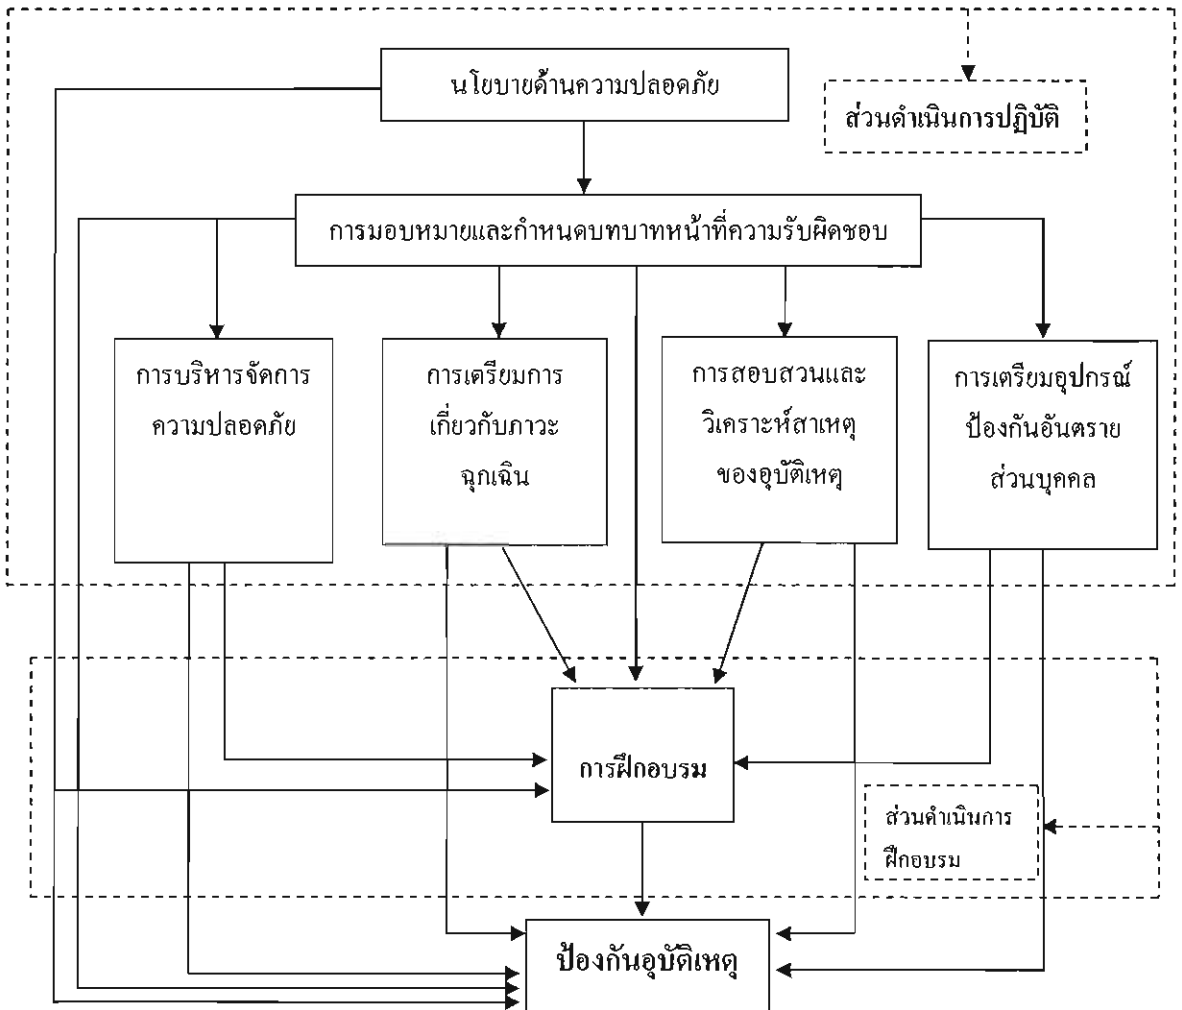 นโยบายด้านความปลอดภัย
ส่วนดำเนินการปฏิบัติ
การมอบหมายและกำหนดบทบาทหน้าที่ความรับผิดชอบ
การบริหารจัดการ
ความปลอดภัย
การเตรียมการ
เกี่ยวกับภาวะ
ฉุกเฉิน
การสอบสวนและ
วิเคราะห์สาเหตุ
ของอุบัติเหตุ
การเตรียมอุปกรณ์
ป้องกันอันตราย
ส่วนบุคคล
การฝึกอบรม
ส่วนดำเนินการ
ฝึกอบรม
ป้องกันอุบัติเหตุ